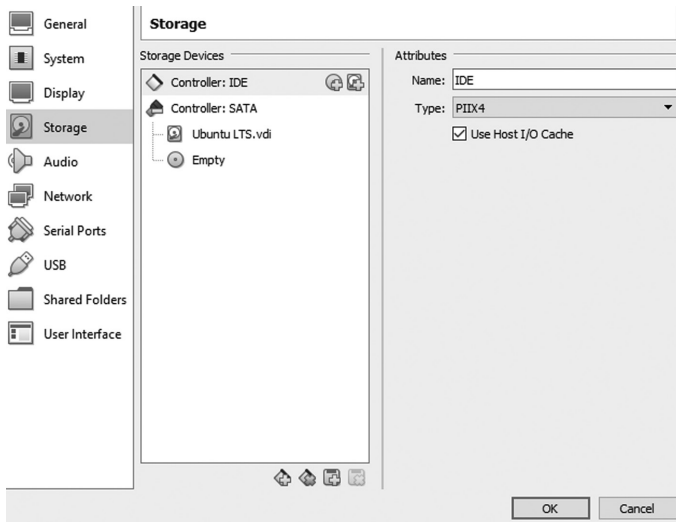 General
System
Display
Storage
Audio
Network
Serial Ports
USB
Shared Folders
User Interface
Storage
Storage Devices
Controller: IDE
Controller: SATA
Ubuntu LTS.vdi
Empty
Attributes
Name: IDE
Type: PIIX4
Use Host I/O Cache
OK
Cancel